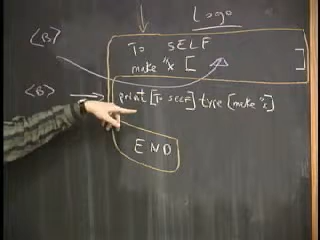 Logo
<B>
To SELF
make "x [ ]
<B>
print [To SELF] type [make "x]
END